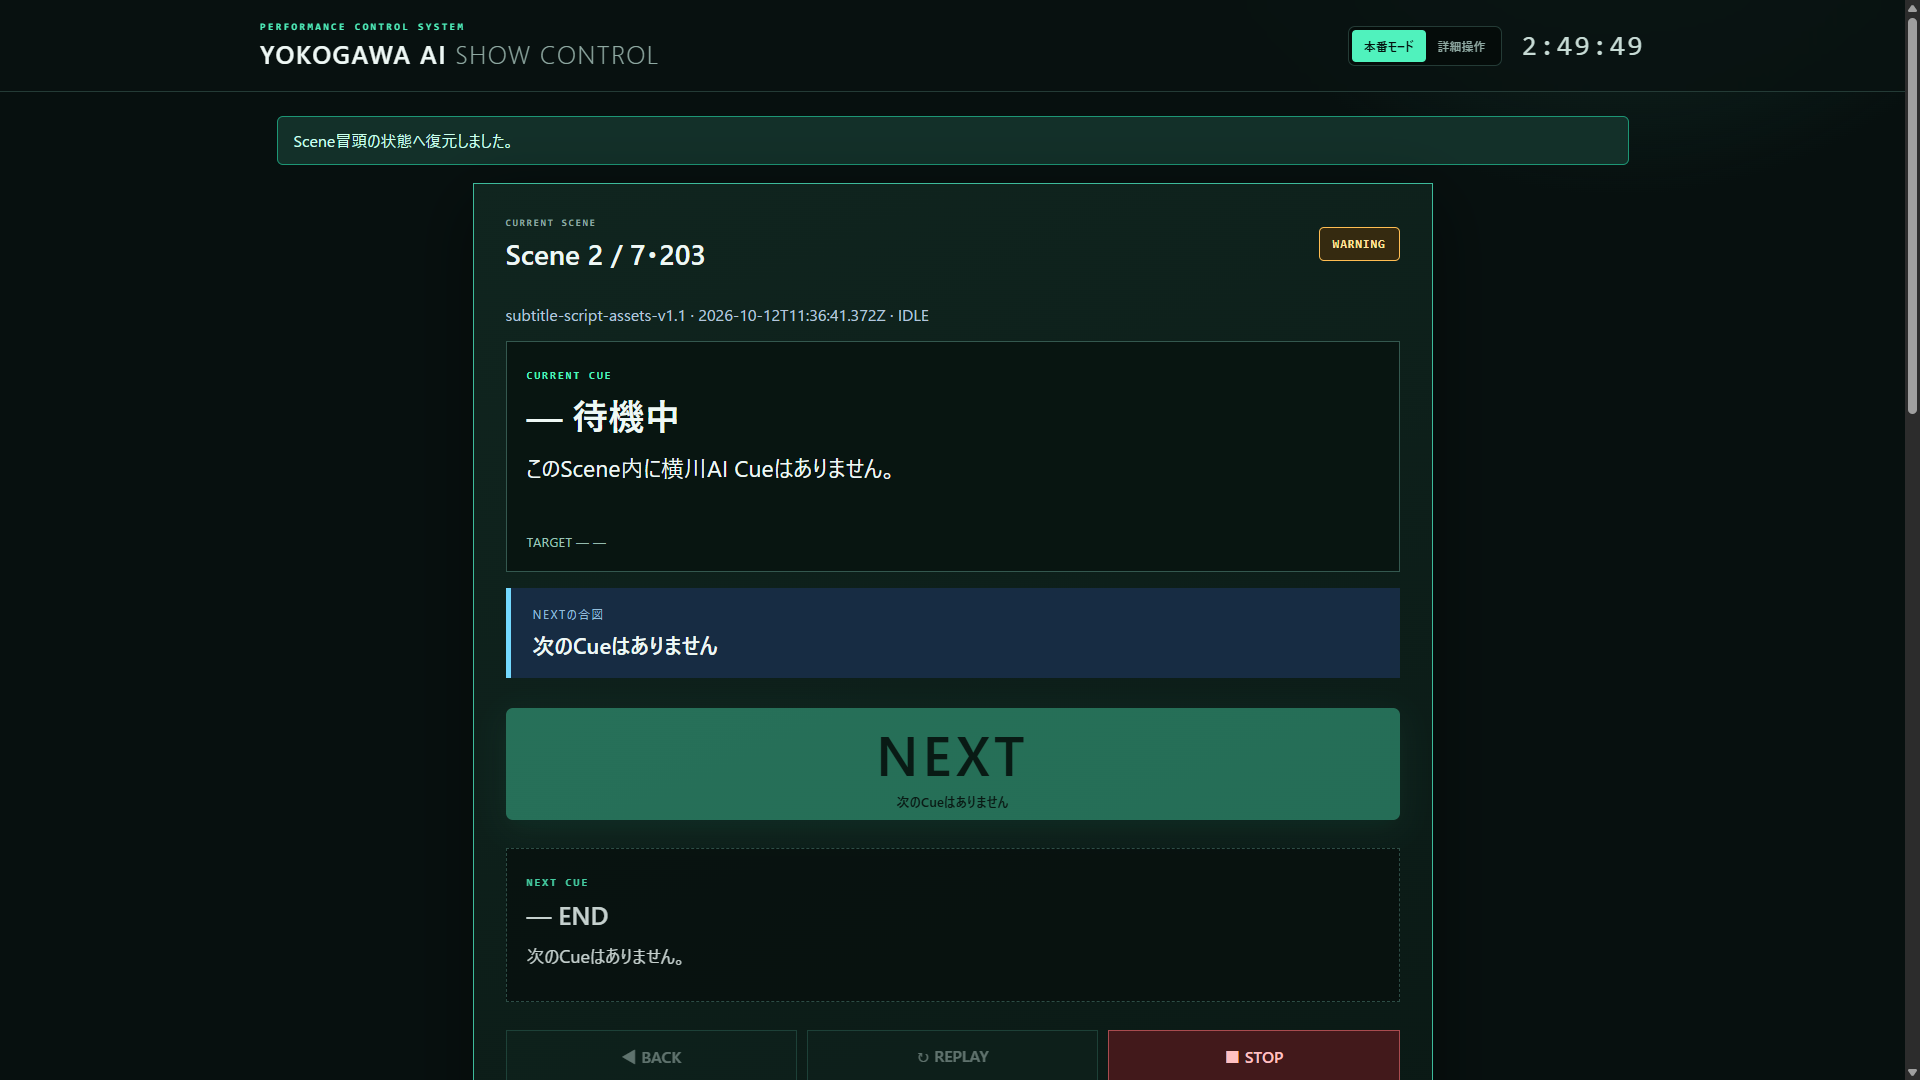 PERFORMANCE CONTROL SYSTEM
YOKOGAWA AI SHOW CONTROL
本番モード
詳細操作
2:49:49
Scene冒頭の状態へ復元しました。
CURRENT SCENE
Scene 2 / 7・203
WARNING
subtitle-script-assets-v1.1 · 2026-10-12T11:36:41.372Z · IDLE
CURRENT CUE
— 待機中
このScene内に横川AI Cueはありません。
TARGET — —
NEXTの合図
次のCueはありません
NEXT
次のCueはありません
NEXT CUE
— END
次のCueはありません。
◀ BACK
↻ REPLAY
■ STOP